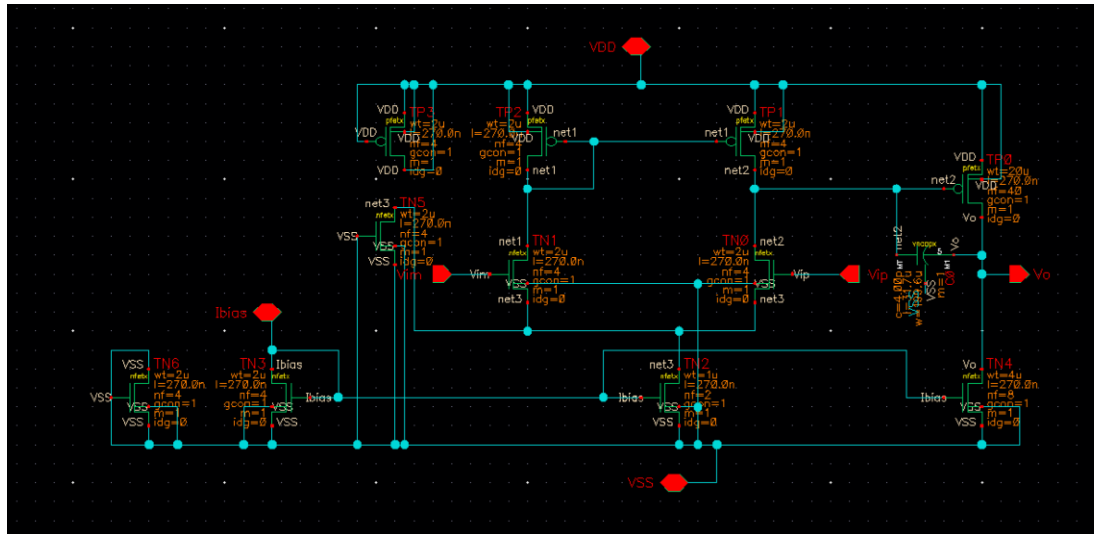 VDD
VDD
TP3
pfetx
wt=2u
l=270.0n
VDD
VDD
nf=4
gcon=1
m=1
idg=0
VDD
VDD
TP2
pfetx
wt=2u
l=270.0n
VDD
nf=4
gcon=1
m=1
idg=0
net1
net1
VDD
TP1
pfetx
wt=2u
l=270.0n
net1
VDD
nf=4
gcon=1
m=1
idg=0
net2
VDD
TP0
pfetx
wt=20u
l=270.0n
net2
VDD
nf=40
gcon=1
m=1
idg=0
Vo
net3
TN5
nfetx
wt=2u
l=270.0n
VSS
VSS
nf=4
gcon=1
m=1
idg=0
VSS
Vim
net1
TN1
nfetx
wt=2u
l=270.0n
Vim
VSS
nf=4
gcon=1
m=1
idg=0
net3
TN0
net2
nfetx
wt=2u
l=270.0n
nf=4
gcon=1
VSS
m=1
idg=0
net3
Vip
Vip
net2
Vo
C0
m=1
VSS
Vo
Ibias
VSS
TN6
nfetx
wt=2u
l=270.0n
VSS
VSS
nf=4
gcon=1
m=1
idg=0
VSS
TN3
Ibias
nfetx
wt=2u
l=270.0n
nf=4
gcon=1
VSS
m=1
idg=0
VSS
Ibias
net3
TN2
nfetx
wt=1u
l=270.0n
Ibias
VSS
nf=2
gcon=1
m=1
idg=0
VSS
Vo
TN4
nfetx
wt=4u
l=270.0n
Ibias
VSS
nf=8
gcon=1
m=1
idg=0
VSS
VSS